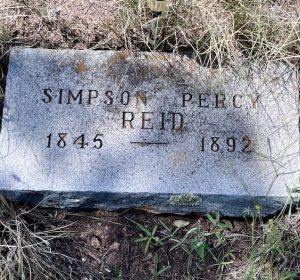 SIMPSON PERCY
REID
1845 — 1892